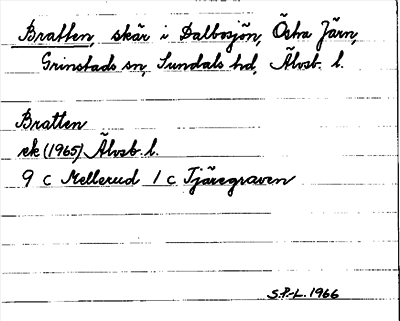 Bratten, skär i Dalbosjön, Östra Järn,
Grinstads sn, Sundals hd, Älvsb. l.
Bratten
ek (1965) Älvsb. l.
9 C Mellerud 1 c Tjäregraven
S.P-L. 1966